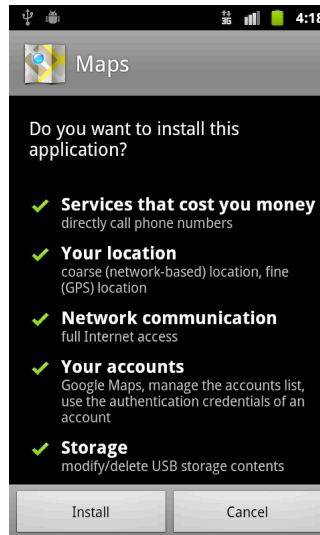 3G 4:18
Maps
Do you want to install this
application?
Services that cost you money
directly call phone numbers
Your location
coarse (network-based) location, fine
(GPS) location
Network communication
full Internet access
Your accounts
Google Maps, manage the accounts list,
use the authentication credentials of an
account
Storage
modify/delete USB storage contents
Install Cancel